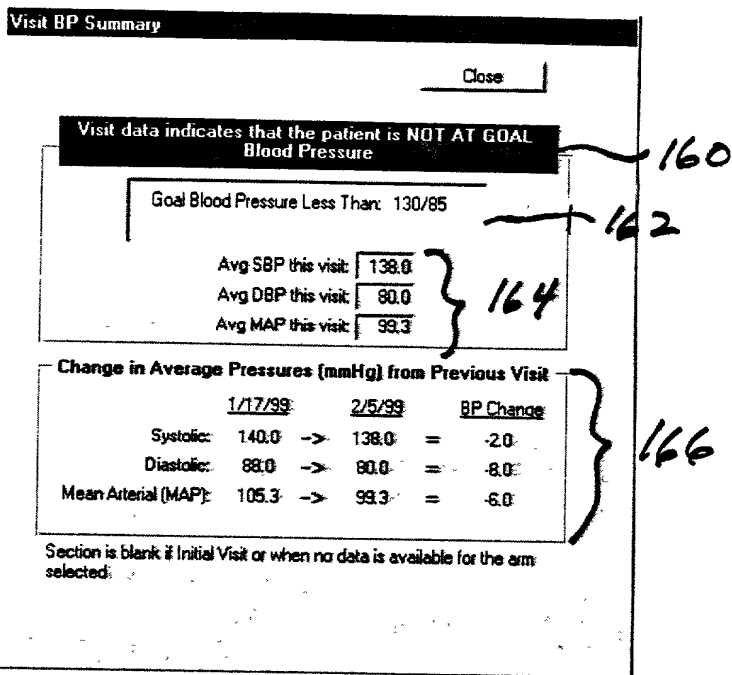 Visit BP Summary
Close
Visit data indicates that the patient is NOT AT GOAL
Blood Pressure
160
Goal Blood Pressure Less Than: 130/85
162
Avg SBP this visit: 138.0
Avg DBP this visit: 80.0
Avg MAP this visit: 99.3
164
Change in Average Pressures (mmHg) from Previous Visit
1/17/99 2/5/99 BP Change
Systolic: 140.0 -> 138.0 = -2.0
Diastolic: 88.0 -> 80.0 = -8.0
Mean Arterial (MAP): 105.3 -> 99.3 = -6.0
166
Section is blank if Initial Visit or when no data is available for the arm
selected.